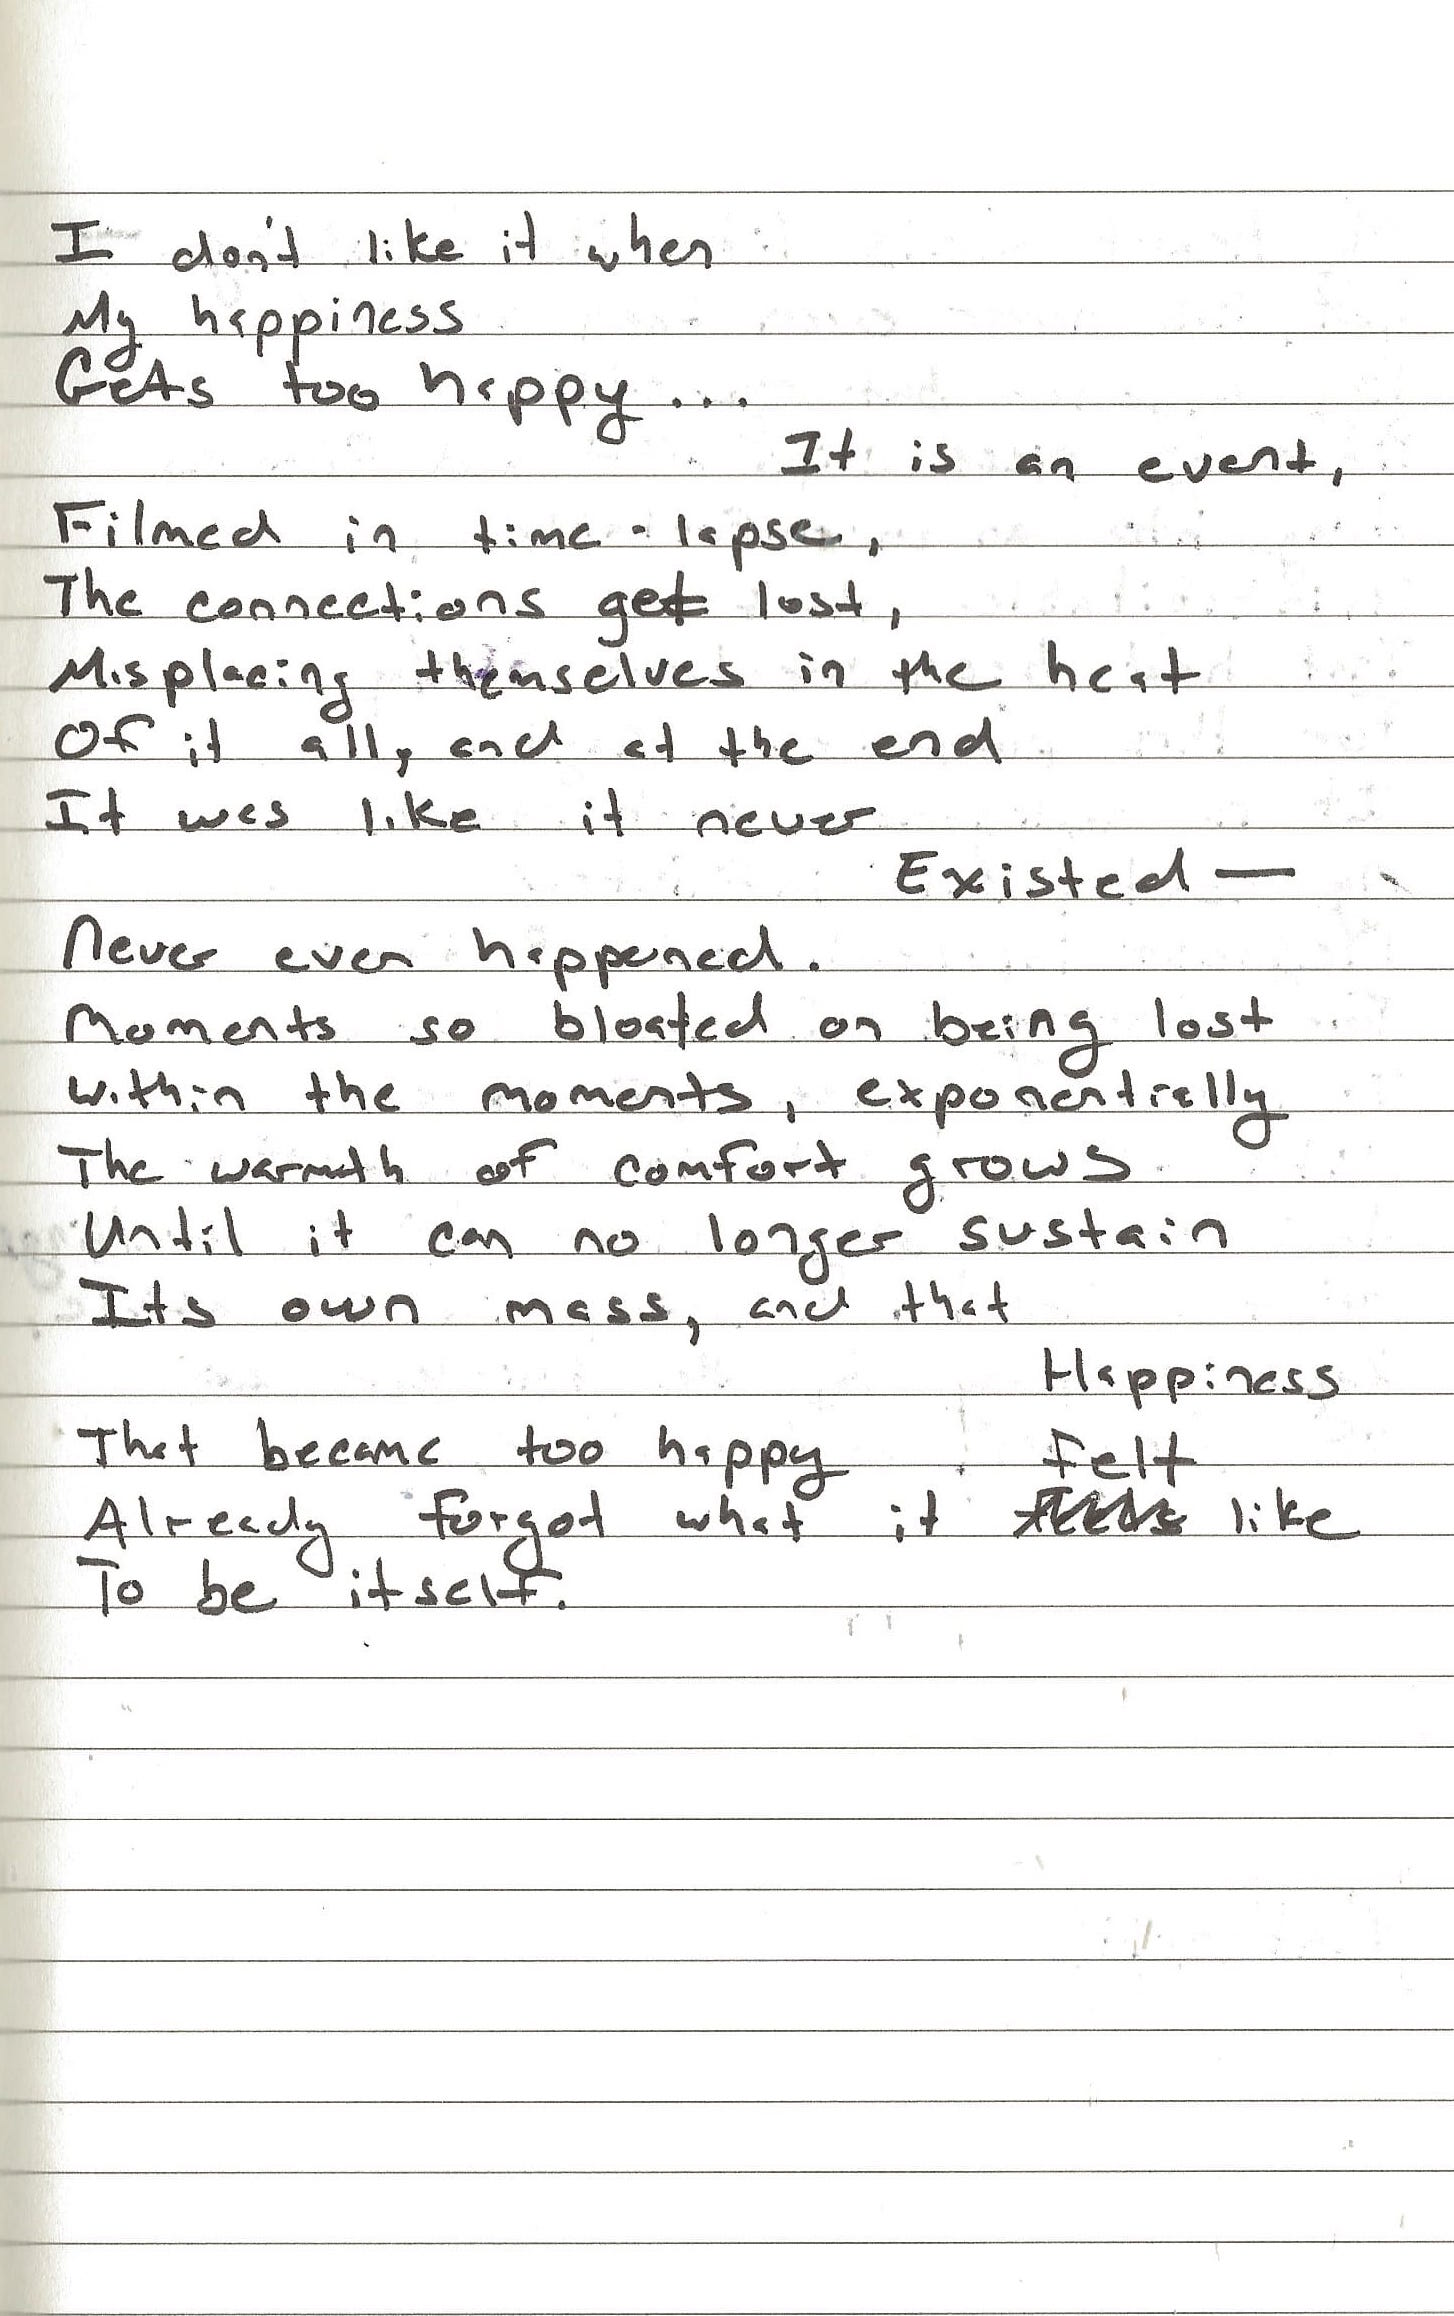 I don't like it when
My happiness
Gets too happy...
It is an event,
Filmed in time-lapse,
The connections get lost,
Misplacing themselves in the heat
Of it all, and at the end
It was like it never
Existed —
Never even happened.
Moments so bloated on being lost
Within the moments, exponentially
The warmth of comfort grows
Until it can no longer sustain
Its own mass, and that
Happiness
That became too happy
Already forgot what it felt like
To be itself.